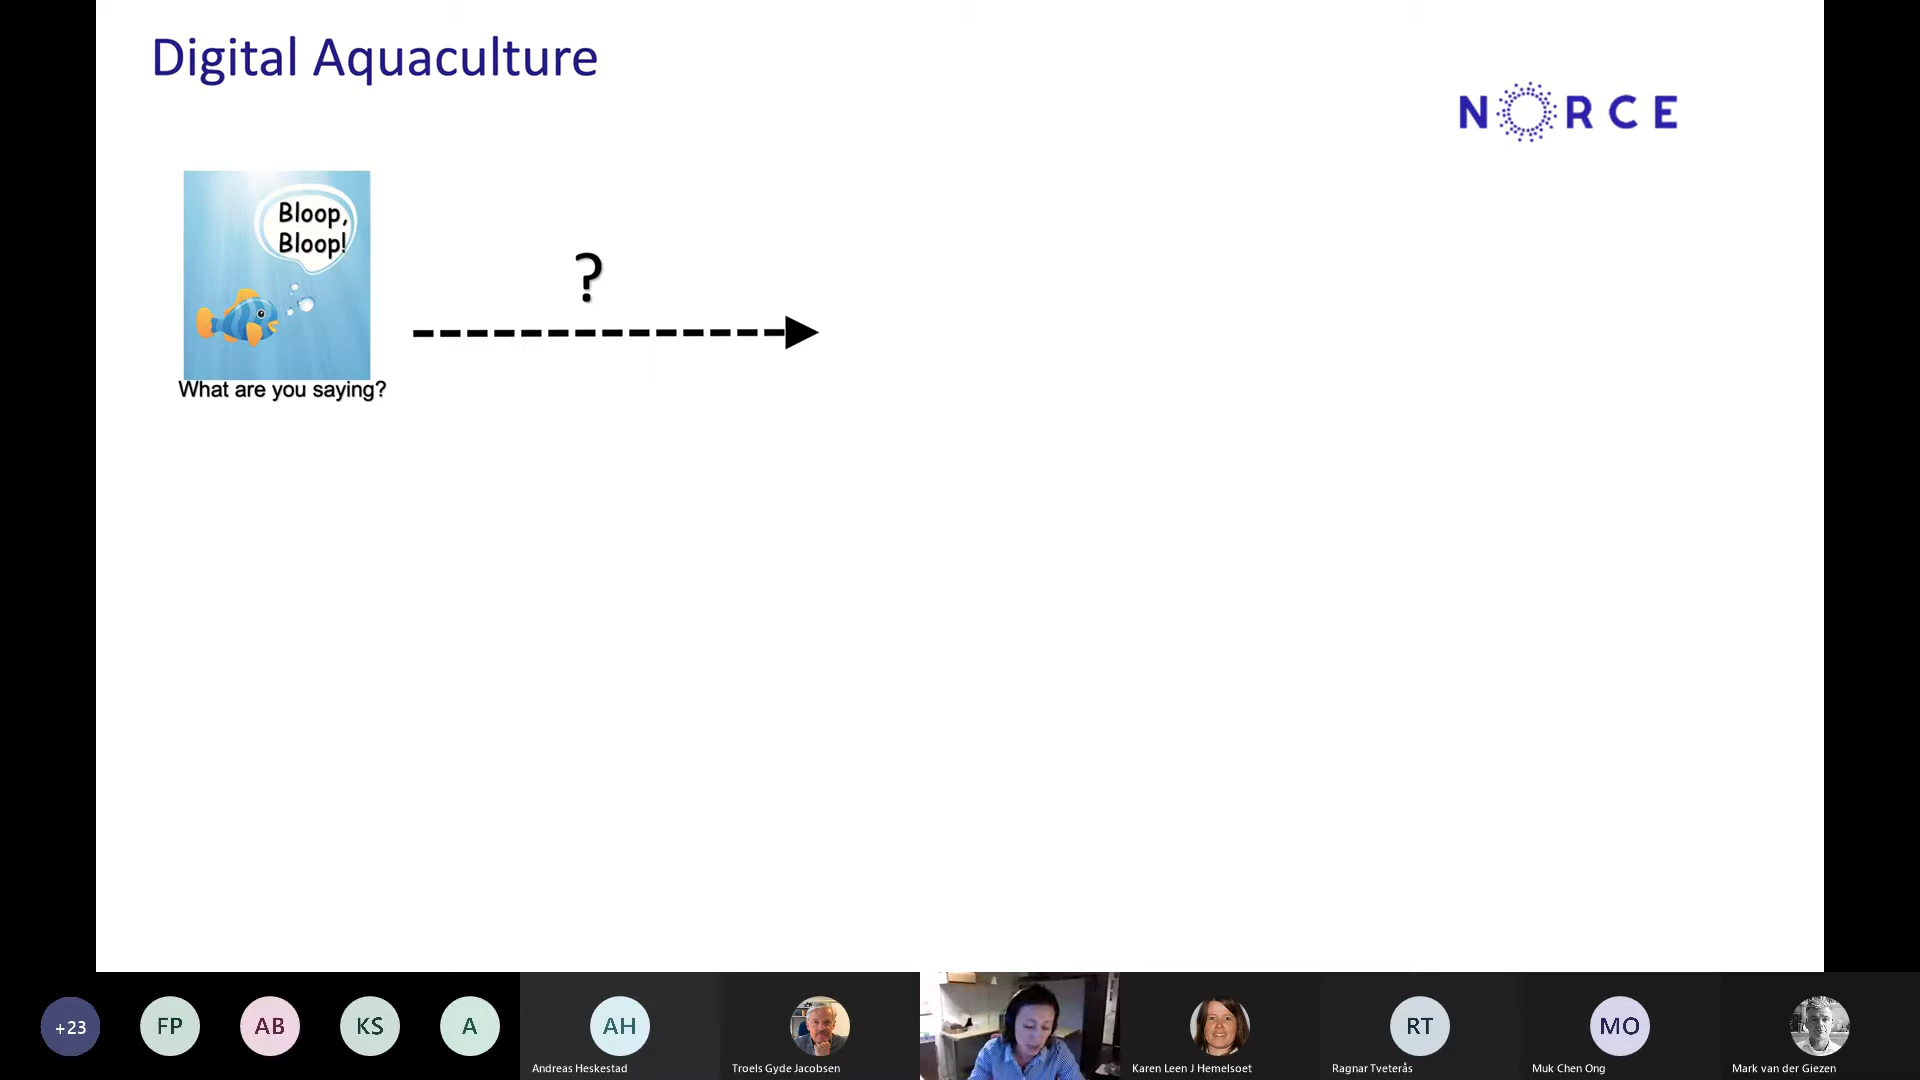 Digital Aquaculture
NORCE
Bloop,
Bloop!
?
What are you saying?
+23
FP
AB
KS
A
AH
RT
MO
Andreas Heskestad
Troels Gyde Jacobsen
Karen Leen J Hemelsoet
Ragnar Tveterås
Muk Chen Ong
Mark van der Giezen